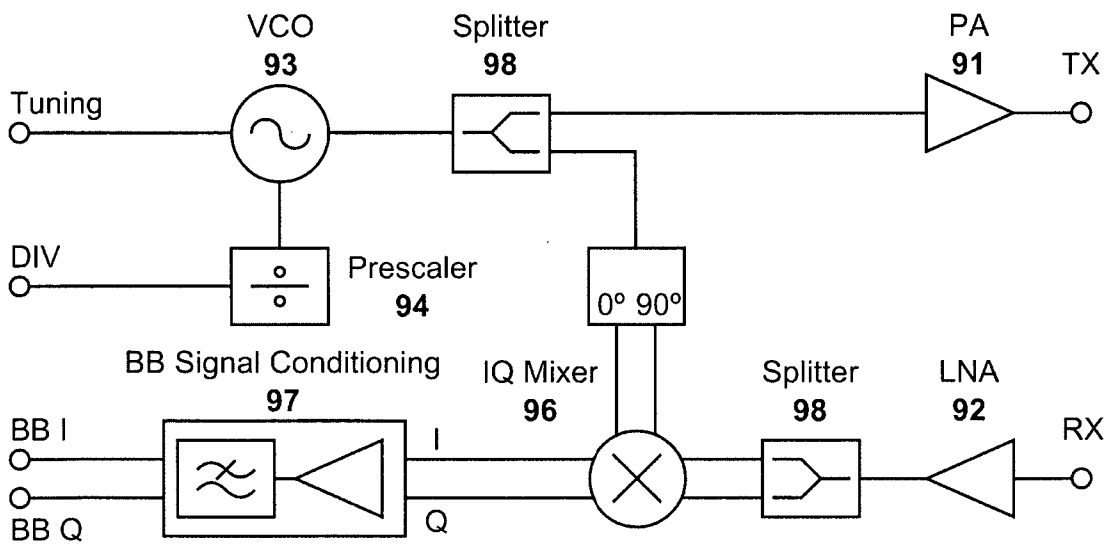 VCO
93
Splitter
98
PA
91
TX
Tuning
DIV
Prescaler
94
0º 90º
BB Signal Conditioning
97
IQ Mixer
96
Splitter
98
LNA
92
RX
BB I
I
BB Q
Q